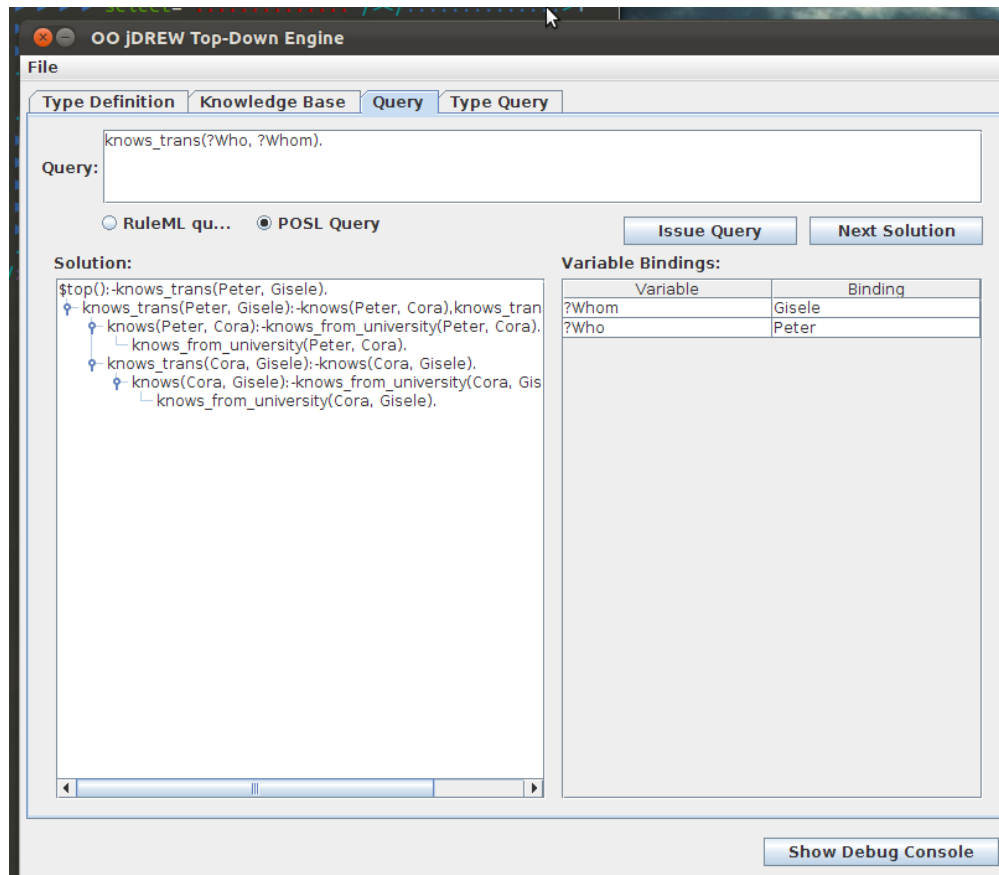 select=
OO jDREW Top-Down Engine
File
Type Definition Knowledge Base Query Type Query
Query:
knows_trans(?Who, ?Whom).
RuleML qu... POSL Query
Issue Query Next Solution
Solution:
$top():-knows_trans(Peter, Gisele).
knows_trans(Peter, Gisele):-knows(Peter, Cora),knows_tran
knows(Peter, Cora):-knows_from_university(Peter, Cora).
knows_from_university(Peter, Cora).
knows_trans(Cora, Gisele):-knows(Cora, Gisele).
knows(Cora, Gisele):-knows_from_university(Cora, Gis
knows_from_university(Cora, Gisele).
Variable Bindings:
Variable Binding
?Whom Gisele
?Who Peter
Show Debug Console